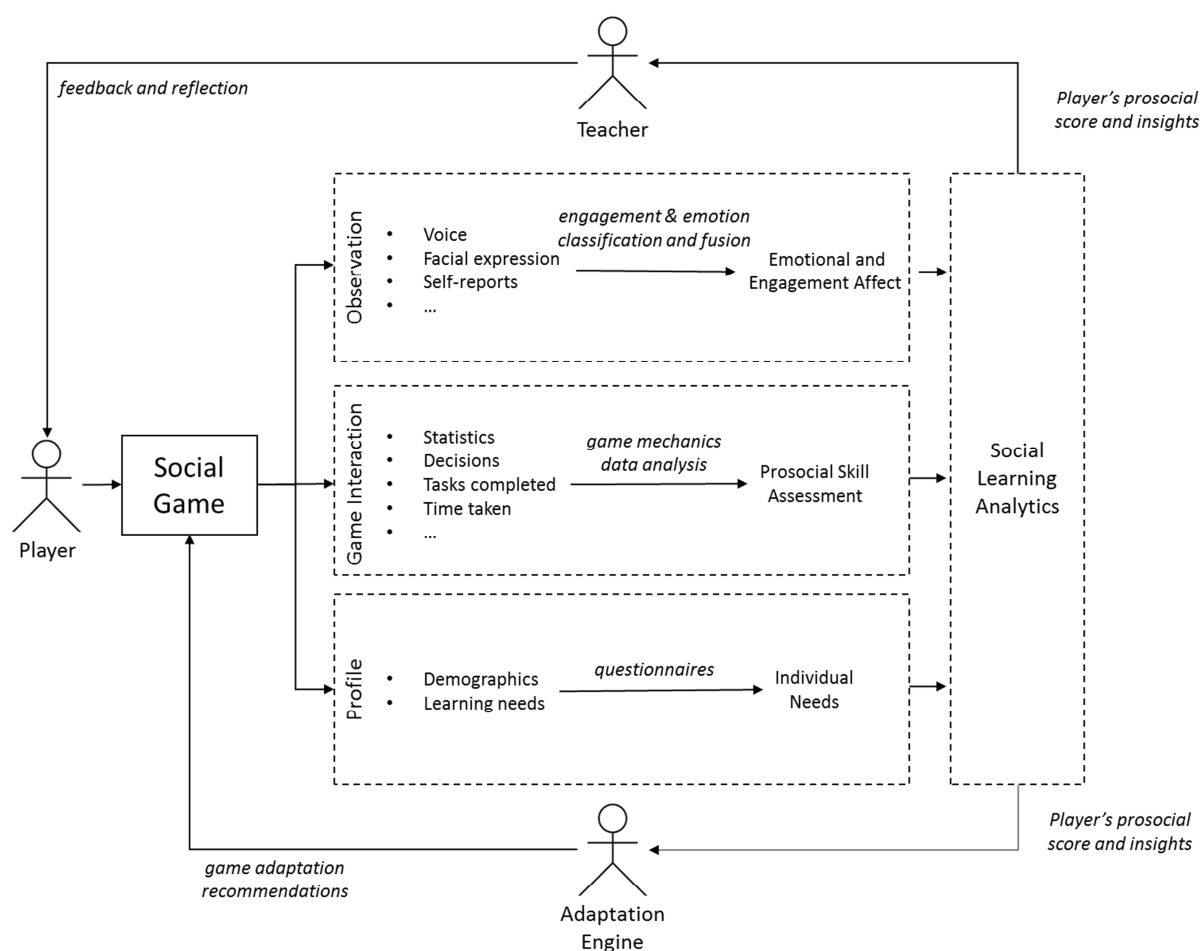 feedback and reflection
Teacher
Player’s prosocial
score and insights
Observation
• Voice
• Facial expression
• Self-reports
• ...
engagement & emotion
classification and fusion
Emotional and
Engagement Affect
Player
Social
Game
Game Interaction
• Statistics
• Decisions
• Tasks completed
• Time taken
• ...
game mechanics
data analysis
Prosocial Skill
Assessment
Social
Learning
Analytics
Profile
• Demographics
• Learning needs
questionnaires
Individual
Needs
game adaptation
recommendations
Adaptation
Engine
Player’s prosocial
score and insights